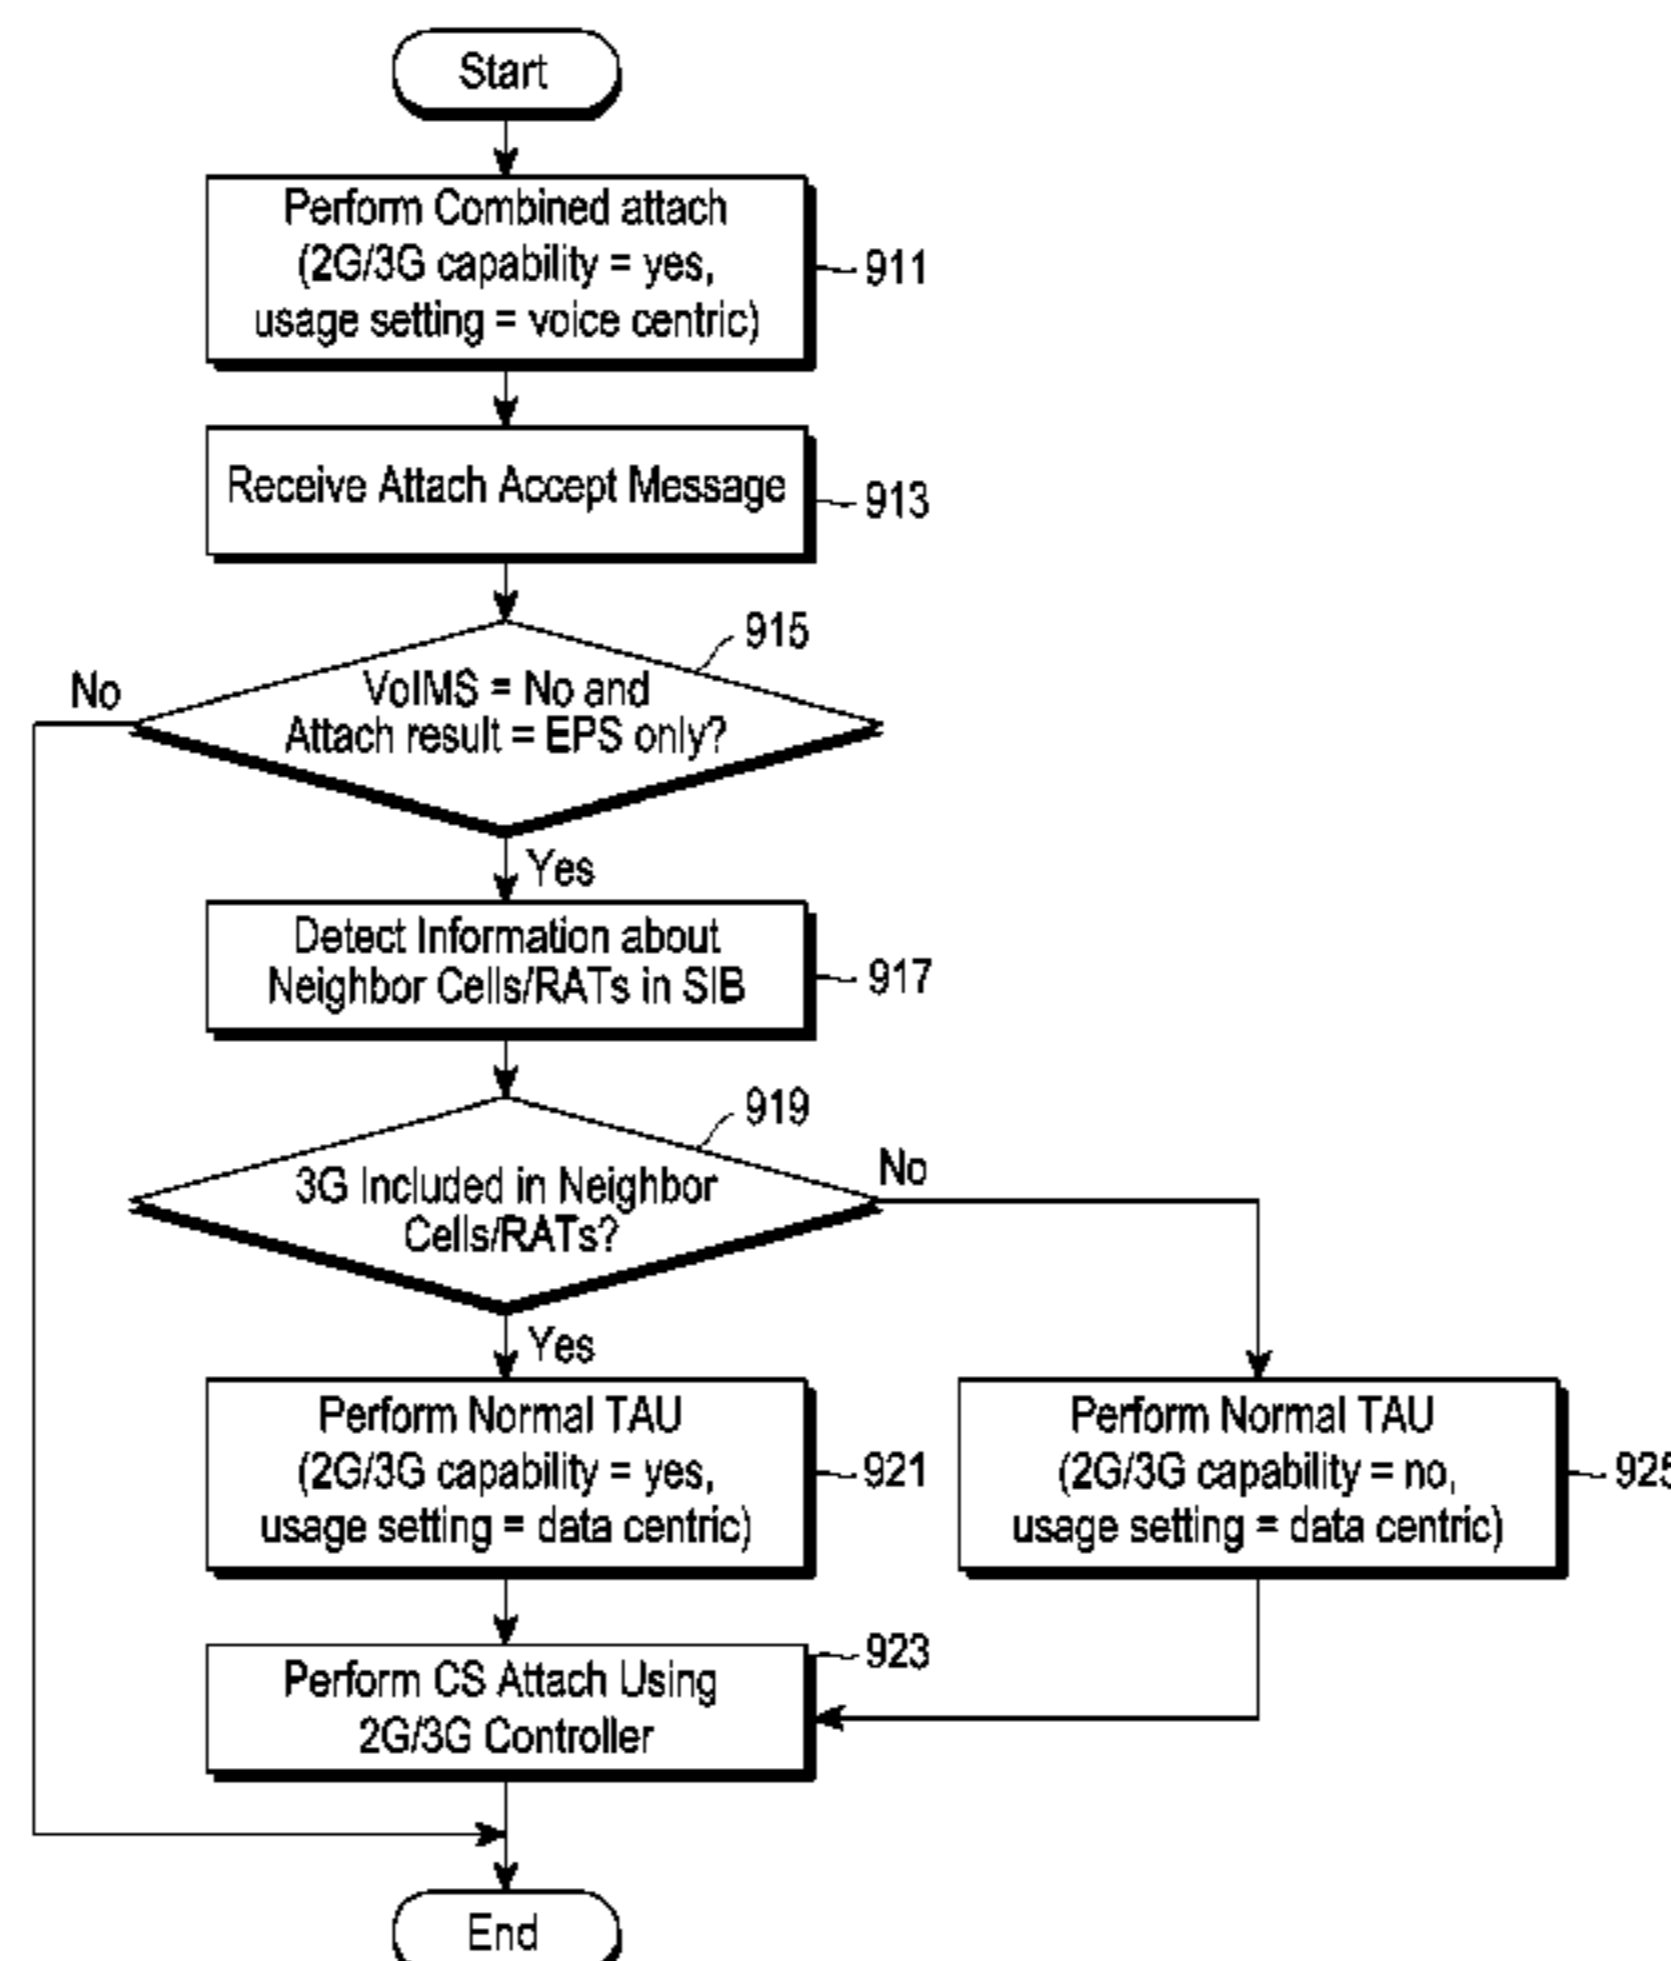 Start
Perform Combined attach
(2G/3G capability = yes,
usage setting = voice centric)
911
Receive Attach Accept Message
913
915
No
VoIMS = No and
Attach result = EPS only?
Yes
Detect Information about
Neighbor Cells/RATs in SIB
917
919
No
3G Included in Neighbor
Cells/RATs?
Yes
Perform Normal TAU
(2G/3G capability = yes,
usage setting = data centric)
921
Perform Normal TAU
(2G/3G capability = no,
usage setting = data centric)
925
923
Perform CS Attach Using
2G/3G Controller
End